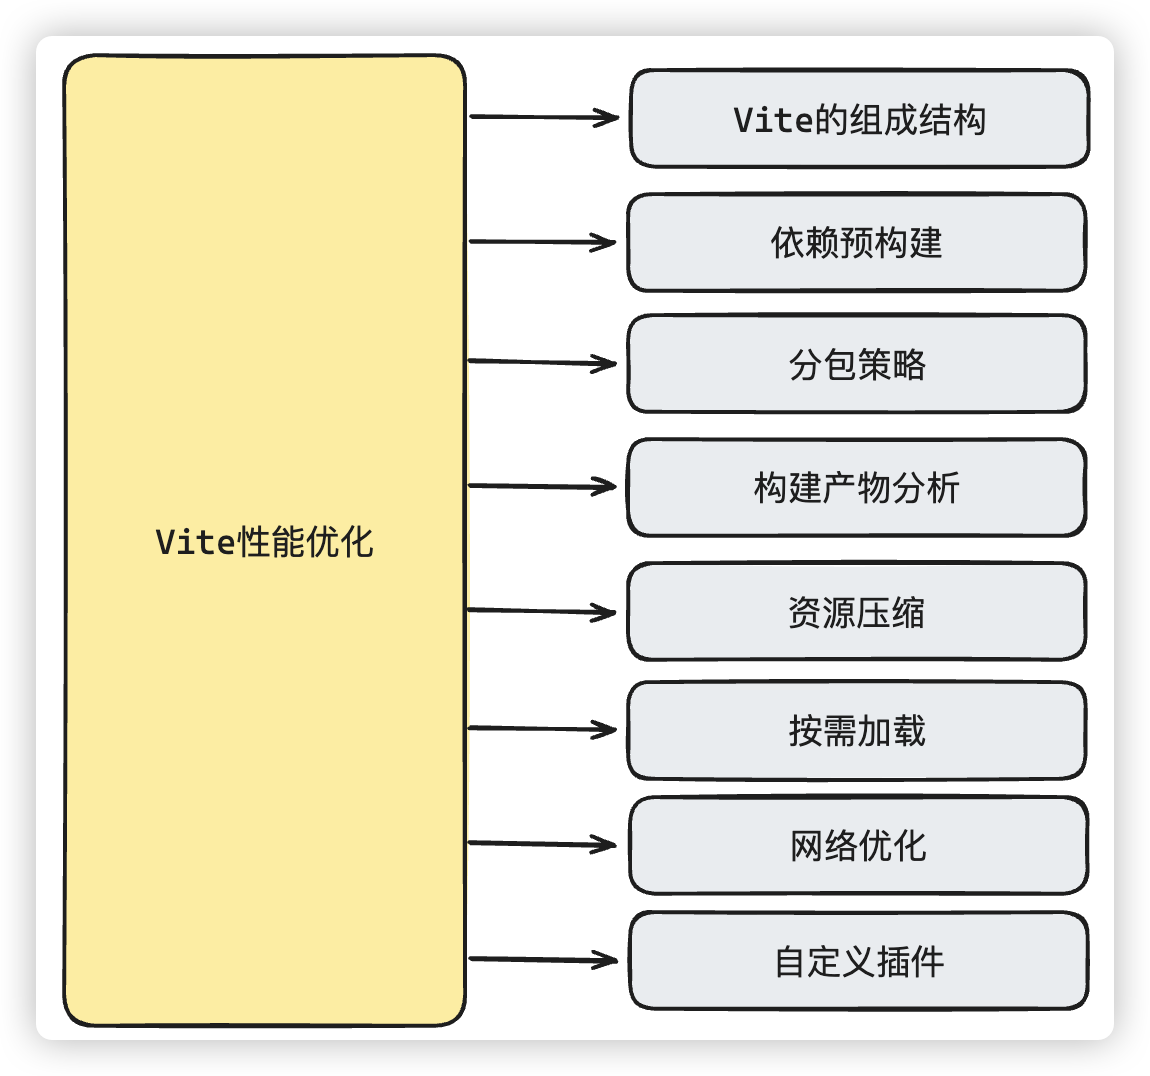 Vite性能优化
Vite的组成结构
依赖预构建
分包策略
构建产物分析
资源压缩
按需加载
网络优化
自定义插件